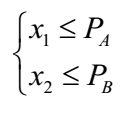 x₁ ≤ P_A
x₂ ≤ P_B